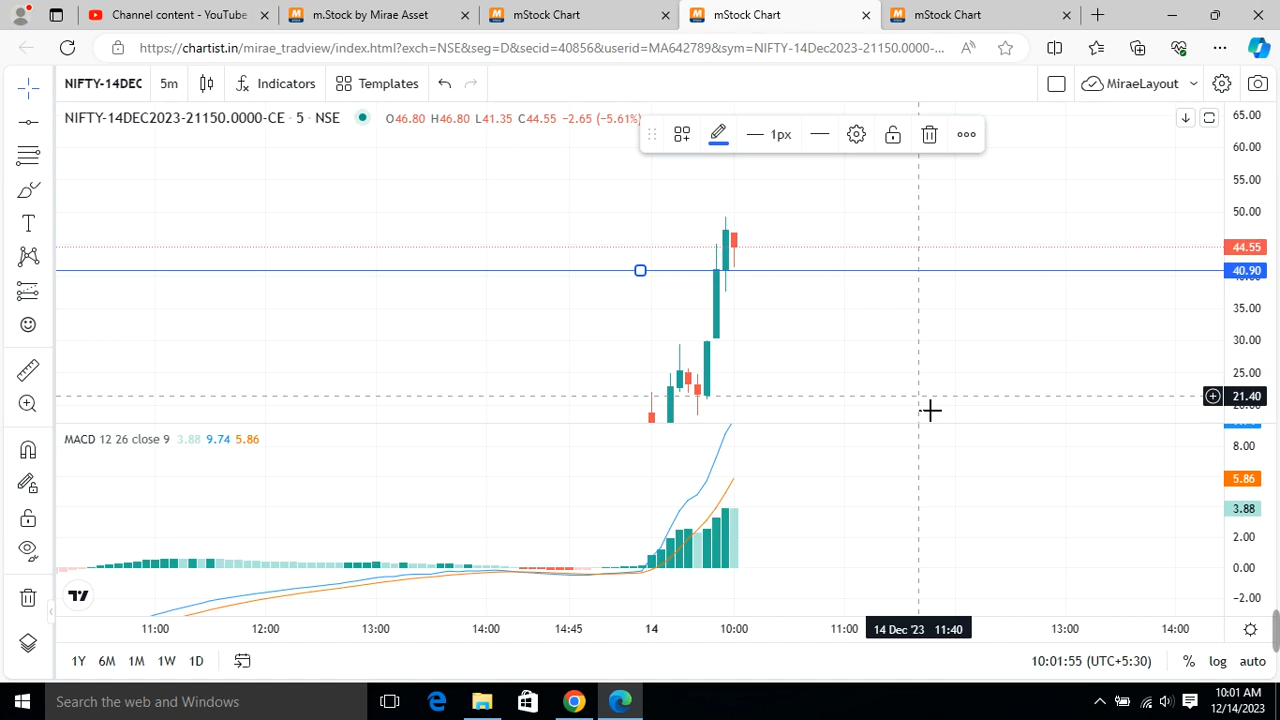 Channel content - YouTube
mStock by Mirae Asset
mStock Chart
mStock Chart
mStock Chart
https://chartist.in/mirae_tradview/index.html?exch=NSE&seg=D&secid=40856&userid=MA642789&sym=NIFTY-14Dec2023-21150.0000-...
NIFTY-14DEC 5m Indicators Templates MiraeLayout
NIFTY-14DEC2023-21150.0000-CE · 5 · NSE O46.80 H46.80 L41.35 C44.55 −2.65 (−5.61%)
1px
65.00
60.00
55.00
50.00
44.55
40.90
35.00
30.00
25.00
21.40
MACD 12 26 close 9 3.88 9.74 5.86
8.00
5.86
3.88
2.00
0.00
−2.00
11:00 12:00 13:00 14:00 14:45 14 10:00 11:00 14 Dec '23 11:40 13:00 14:00
1Y 6M 1M 1W 1D 10:01:55 (UTC+5:30) % log auto
Search the web and Windows
10:01 AM
12/14/2023